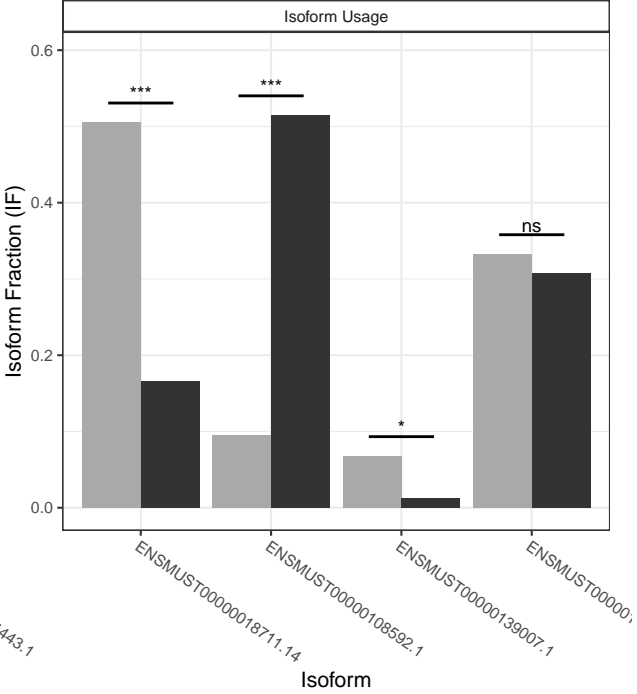 Isoform Usage
0.6
0.4
0.2
0.0
Isoform Fraction (IF)
***
***
*
ns
443.1
ENSMUST00000018711.14
ENSMUST00000108592.1
ENSMUST00000139007.1
ENSMUST000001
Isoform